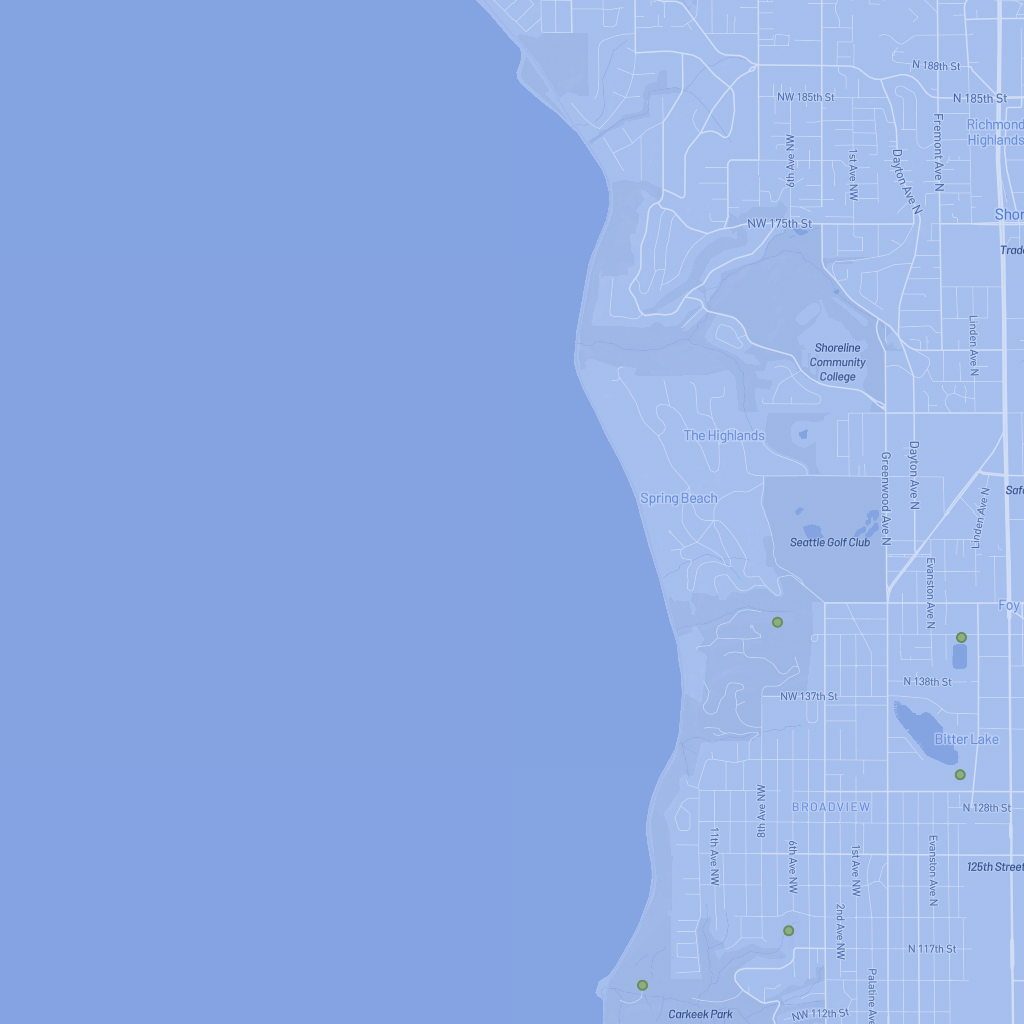 N 188th St
NW 185th St
N 185th St
Richmond
Highlands
Fremont Ave N
6th Ave NW
1st Ave NW
Dayton Ave N
NW 175th St
Shor
Trade
Linden Ave N
Shoreline
Community
College
The Highlands
Greenwood Ave N
Dayton Ave N
Spring Beach
Safe
Linden Ave N
Seattle Golf Club
Evanston Ave N
Foy
N 138th St
NW 137th St
Bitter Lake
8th Ave NW
BROADVIEW
N 128th St
11th Ave NW
6th Ave NW
1st Ave NW
Evanston Ave N
125th Street
2nd Ave NW
N 117th St
Palatine Ave
Carkeek Park
NW 112th St